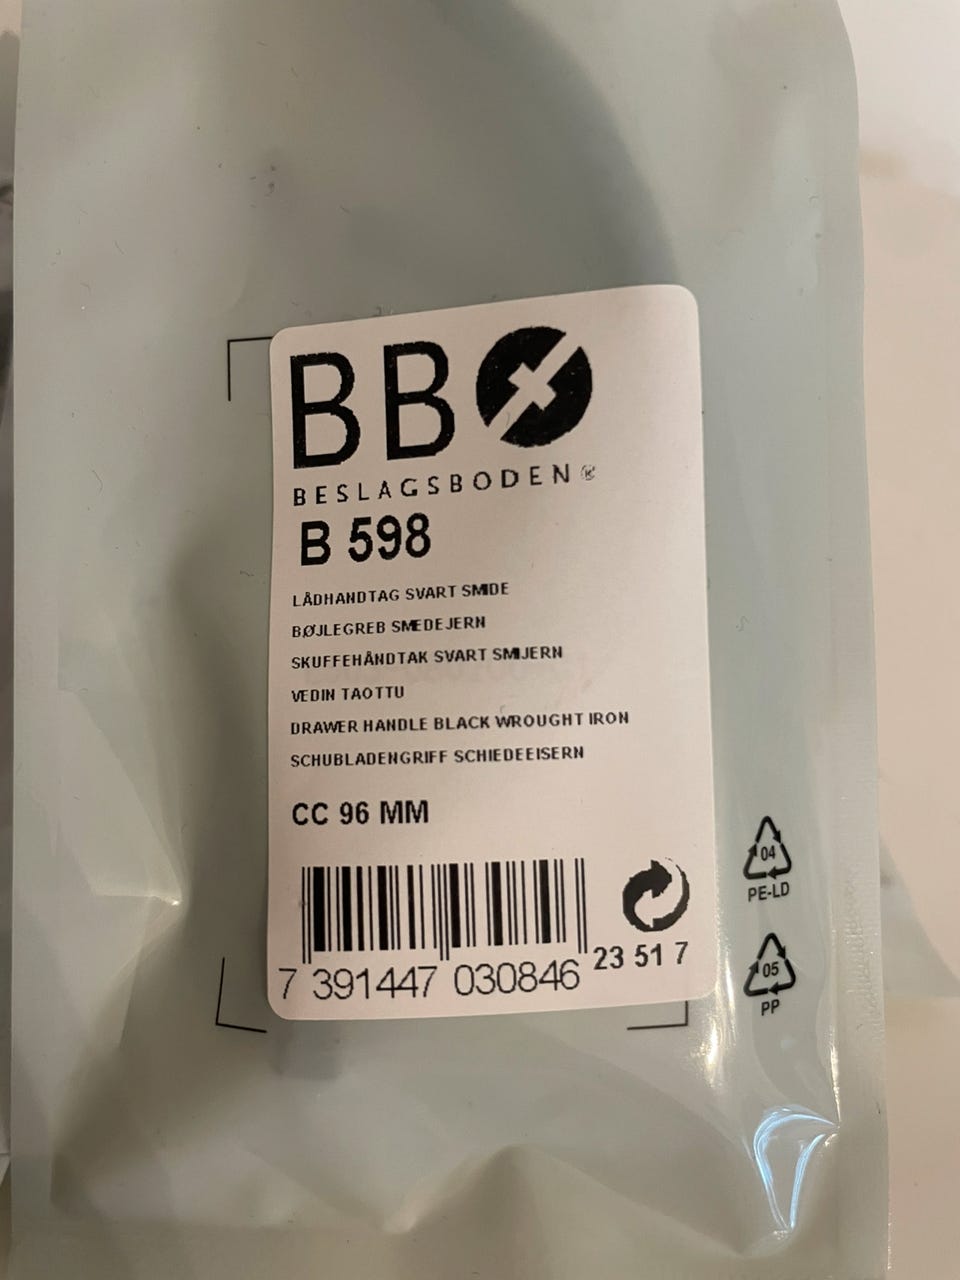 BB
BESLAGSBODEN®
B 598
LÅDHANDTAG SVART SMIDE
BØJLEGREB SMEDEJERN
SKUFFEHÅNDTAK SVART SMIJERN
VEDIN TAOTTU
DRAWER HANDLE BLACK WROUGHT IRON
SCHUBLADENGRIFF SCHIEDEEISERN
CC 96 MM
7 391447 030846
23 51 7
04
PE-LD
05
PP